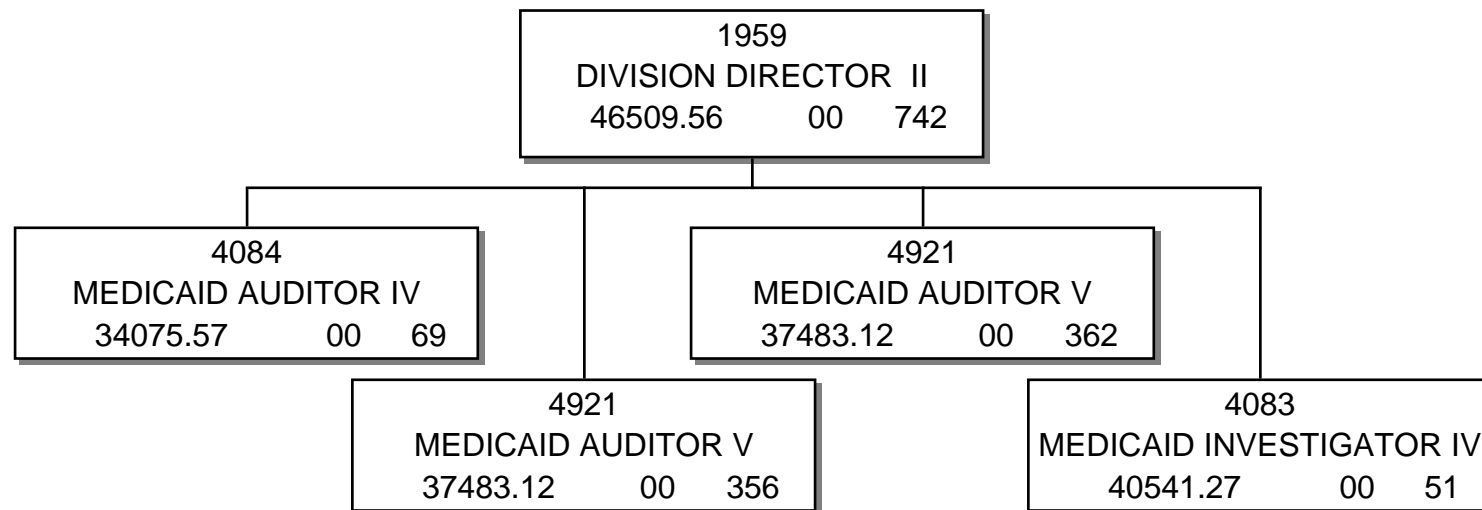 1959
DIVISION DIRECTOR II
46509.56 00 742
4084
MEDICAID AUDITOR IV
34075.57 00 69
4921
MEDICAID AUDITOR V
37483.12 00 362
4921
MEDICAID AUDITOR V
37483.12 00 356
4083
MEDICAID INVESTIGATOR IV
40541.27 00 51